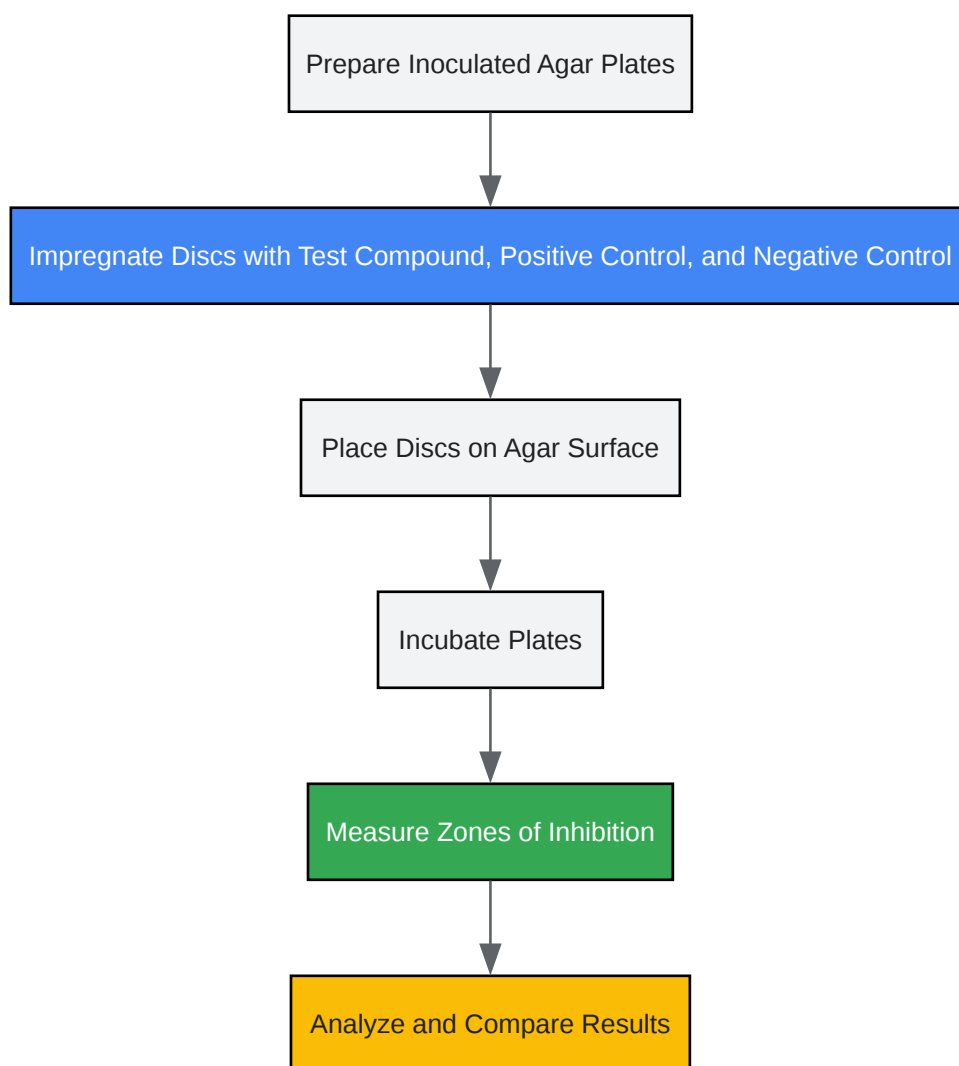 Prepare Inoculated Agar Plates
Impregnate Discs with Test Compound, Positive Control, and Negative Control
Place Discs on Agar Surface
Incubate Plates
Measure Zones of Inhibition
Analyze and Compare Results